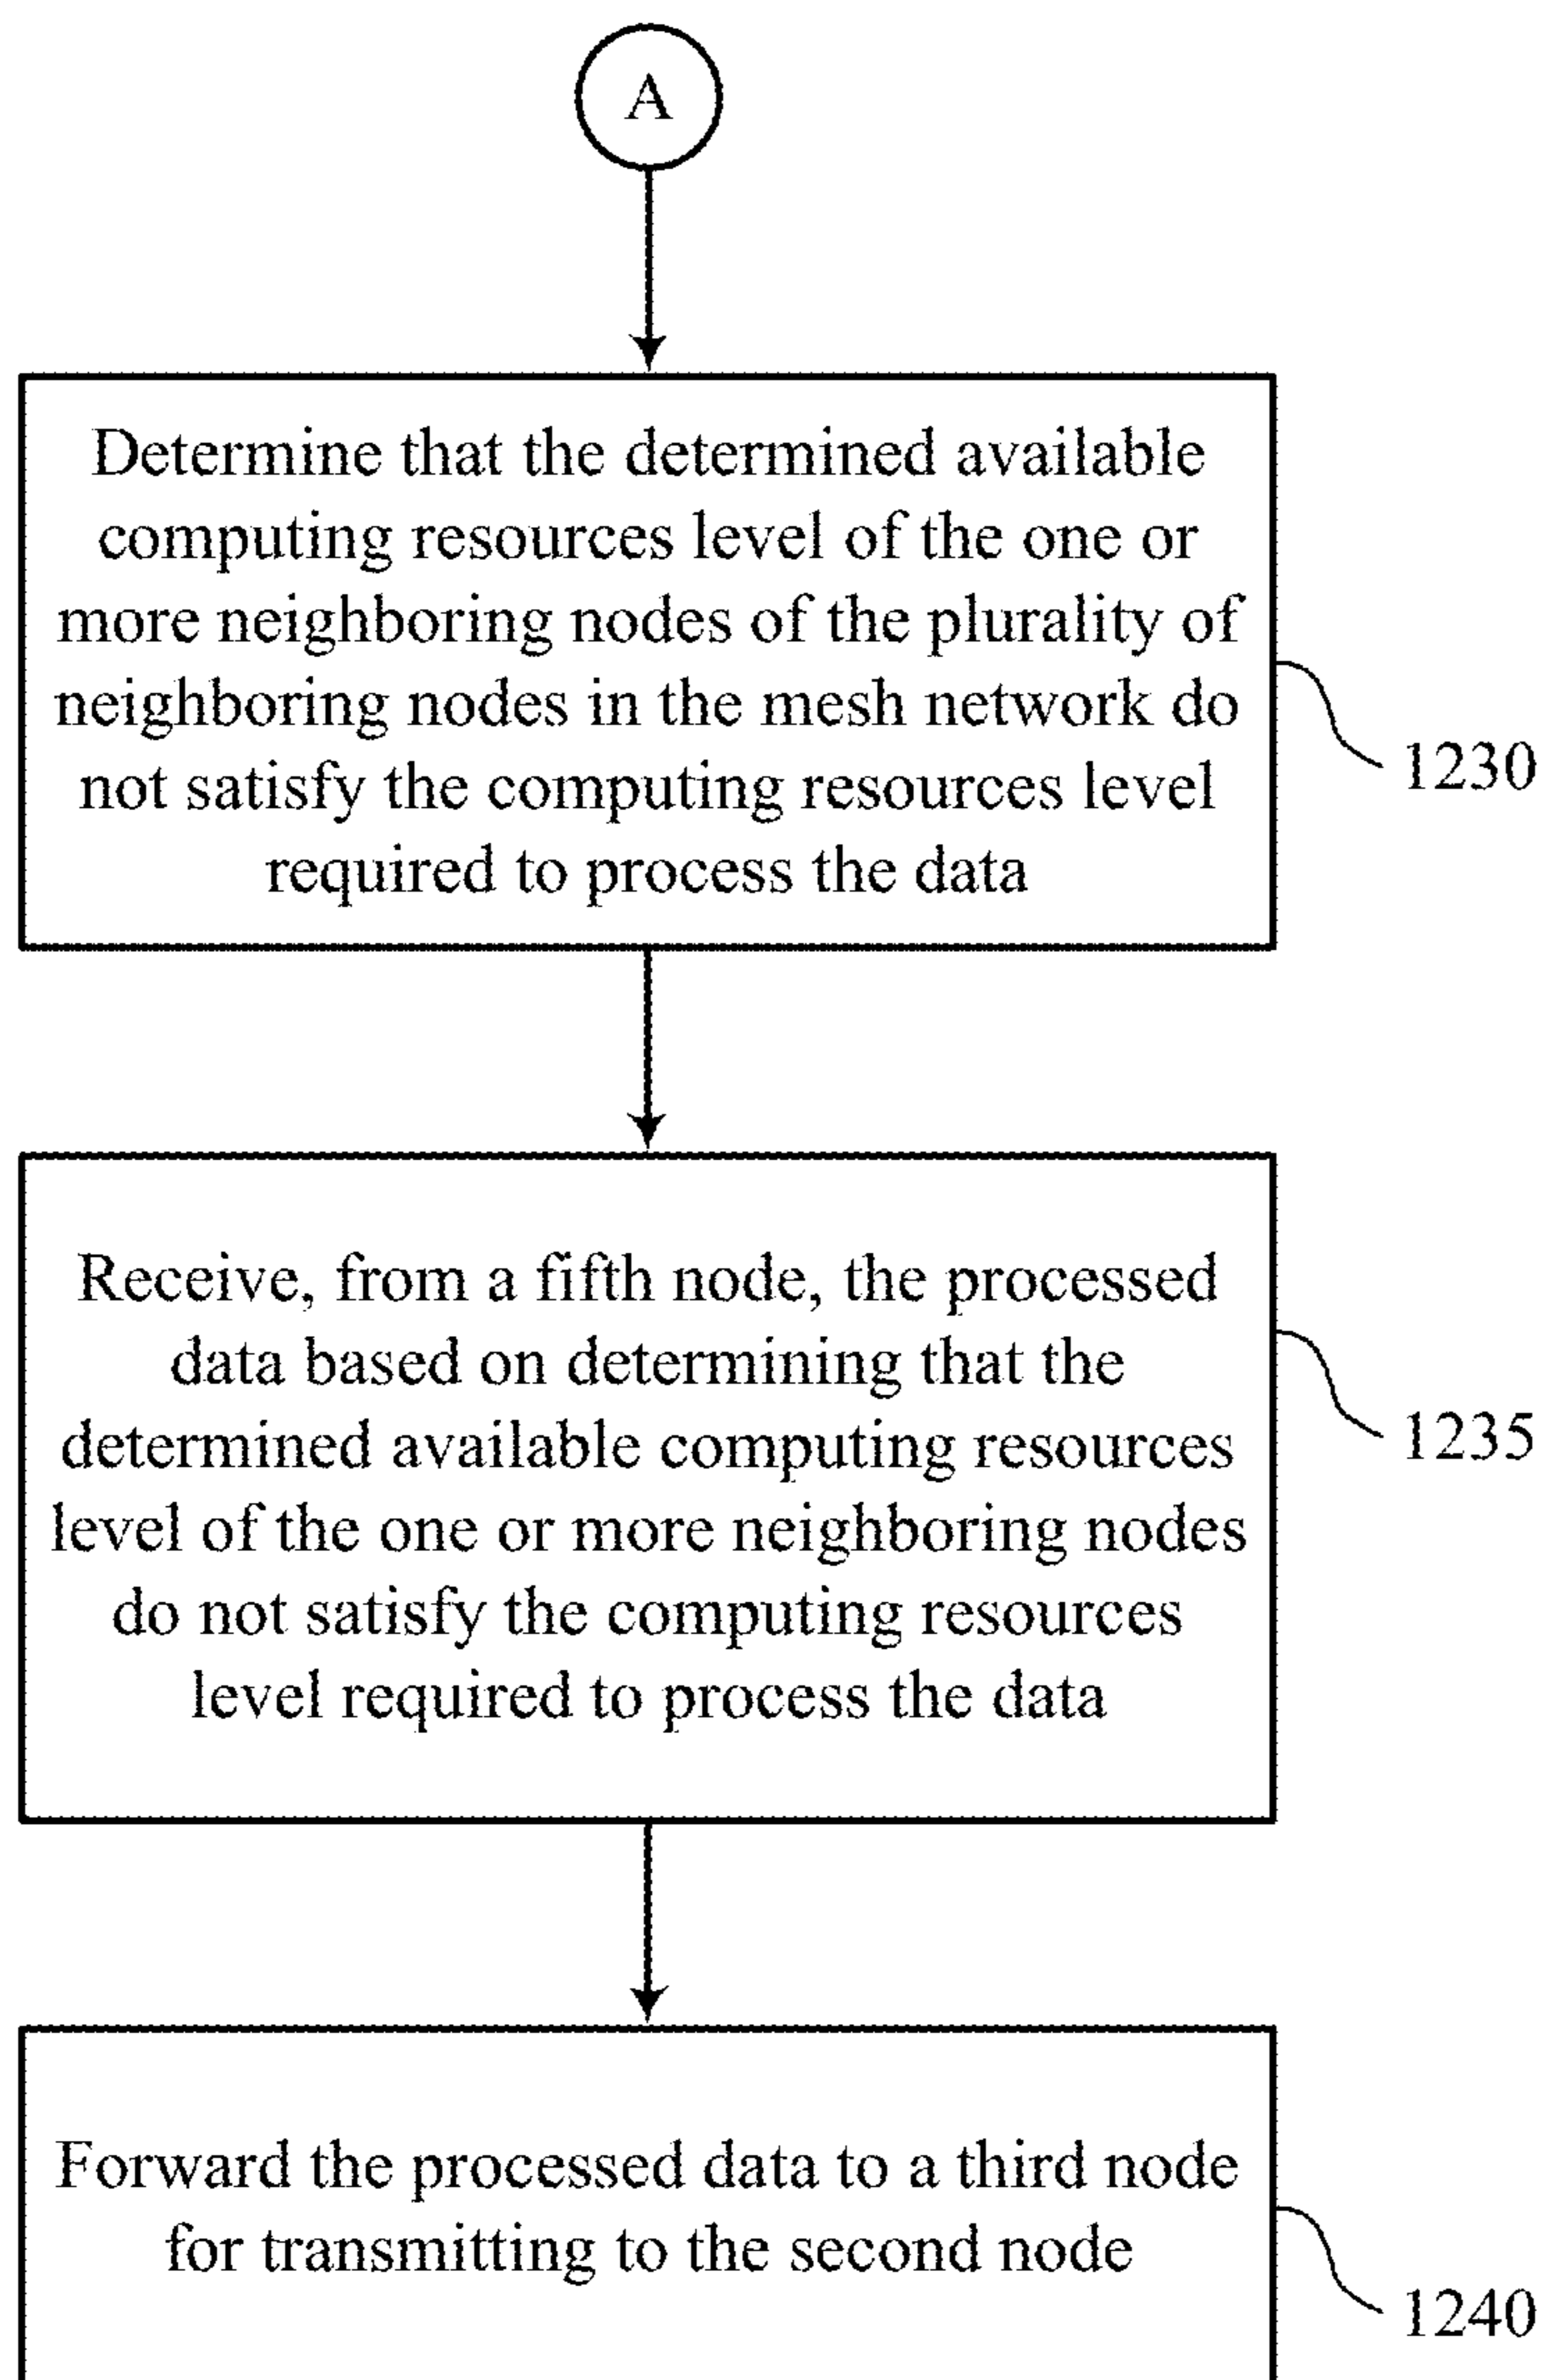 A
Determine that the determined available
computing resources level of the one or
more neighboring nodes of the plurality of
neighboring nodes in the mesh network do
not satisfy the computing resources level
required to process the data
1230
Receive, from a fifth node, the processed
data based on determining that the
determined available computing resources
level of the one or more neighboring nodes
do not satisfy the computing resources
level required to process the data
1235
Forward the processed data to a third node
for transmitting to the second node
1240